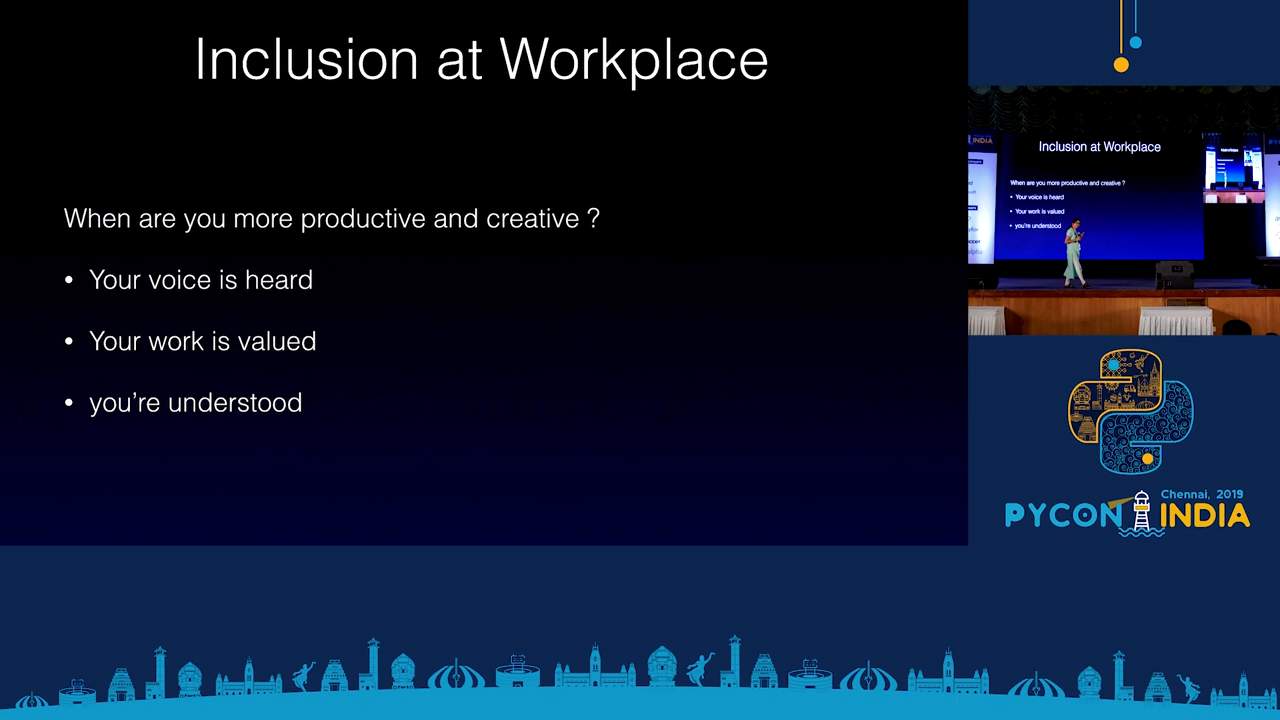 Inclusion at Workplace
When are you more productive and creative ?
• Your voice is heard
• Your work is valued
• you're understood
INDIA
Inclusion at Workplace
When are you more productive and creative ?
• Your voice is heard
• Your work is valued
• you're understood
Chennai, 2019
PYCON INDIA